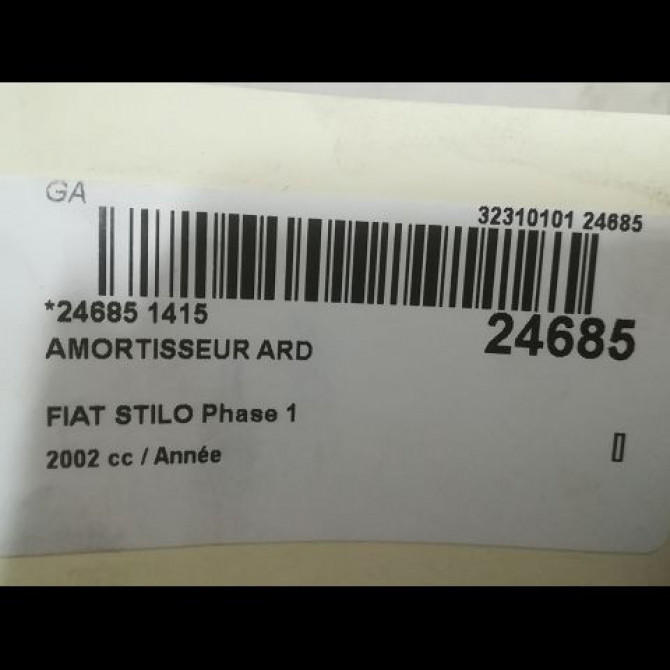 GA
32310101 24685
*24685 1415
24685
AMORTISSEUR ARD
FIAT STILO Phase 1
2002 cc / Année